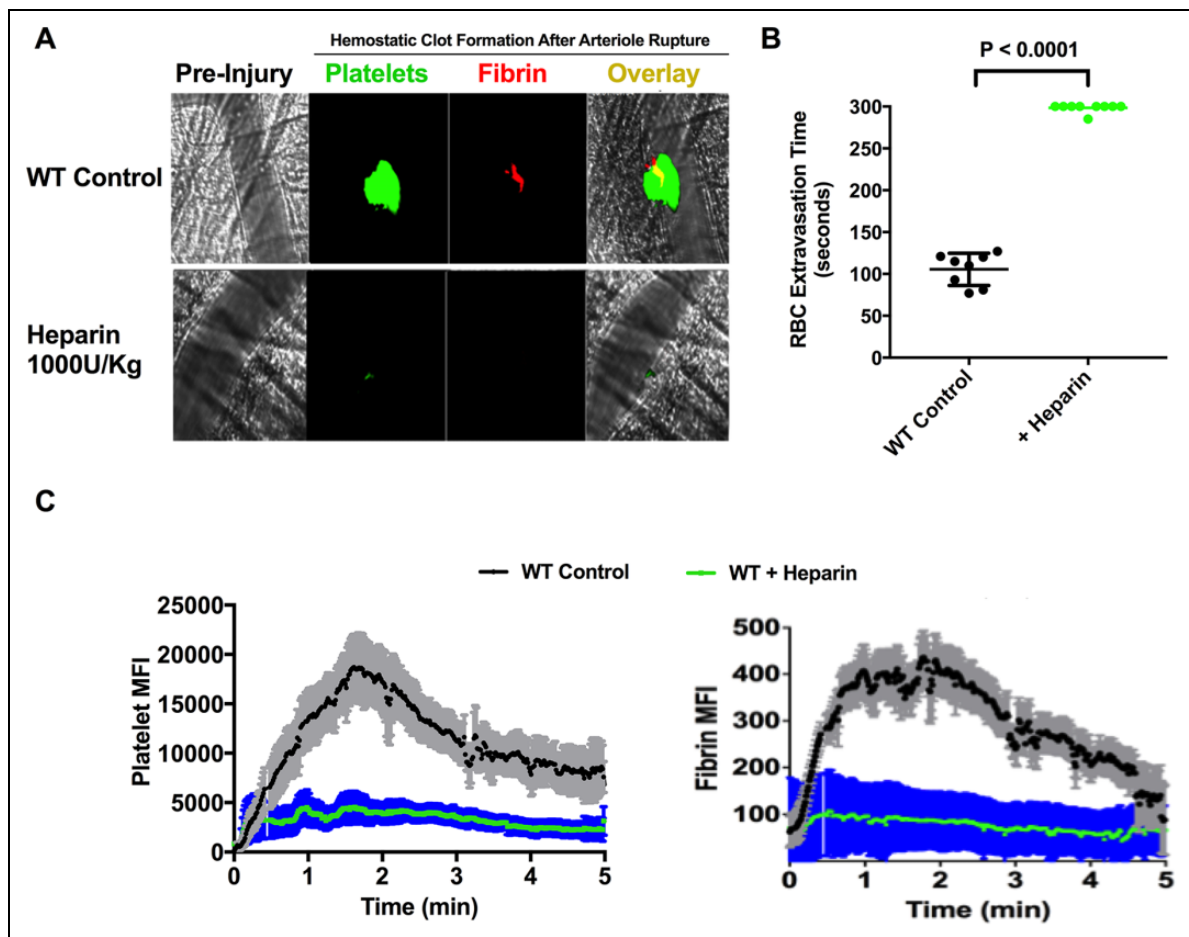 A
Hemostatic Clot Formation After Arteriole Rupture
Pre-Injury Platelets Fibrin Overlay
WT Control
Heparin
1000U/Kg
B
P < 0.0001
RBC Extravasation Time
(seconds)
300
250
200
150
100
50
0
WT Control
+ Heparin
C
WT Control WT + Heparin
Platelet MFI
25000
20000
15000
10000
5000
0
0 1 2 3 4 5
Time (min)
Fibrin MFI
500
400
300
200
100
0 1 2 3 4 5
Time (min)